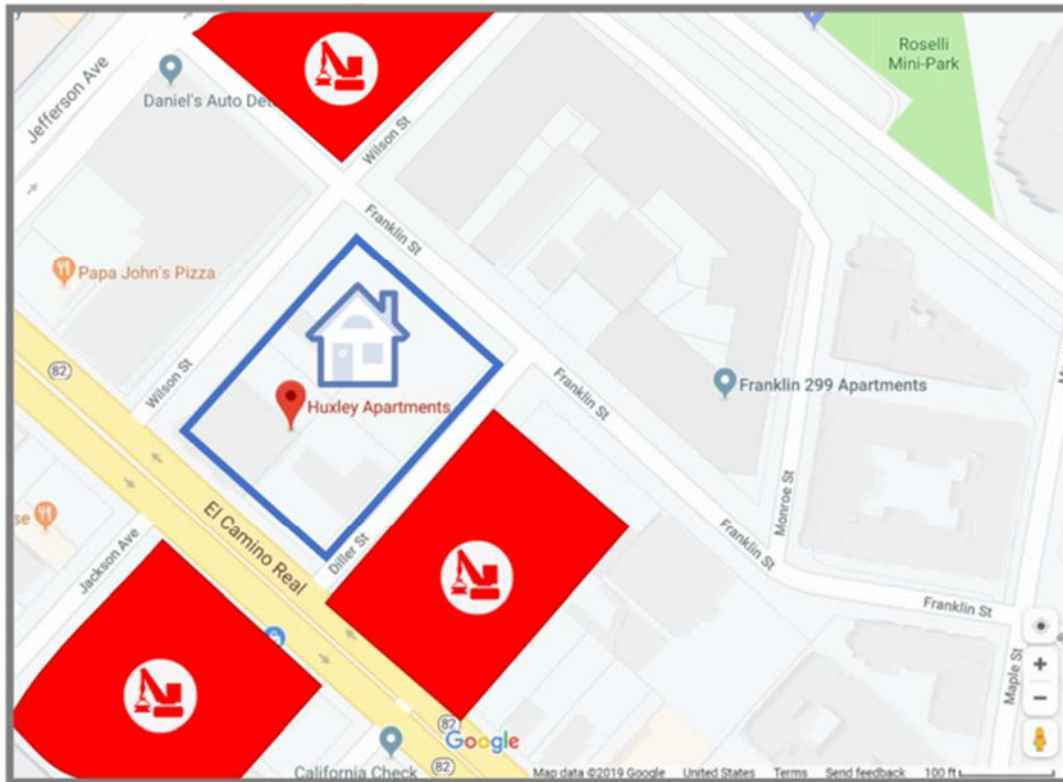 Roselli
Mini-Park
Jefferson Ave
Daniel's Auto Det
Wilson St
Franklin St
Papa John's Pizza
82
Wilson St
Huxley Apartments
Franklin St
Franklin 299 Apartments
se
El Camino Real
Diller St
Jackson Ave
Monroe St
Franklin St
Franklin St
Maple St
82
Google
California Check
82
Map data ©2019 Google United States Terms Send feedback 100 ft